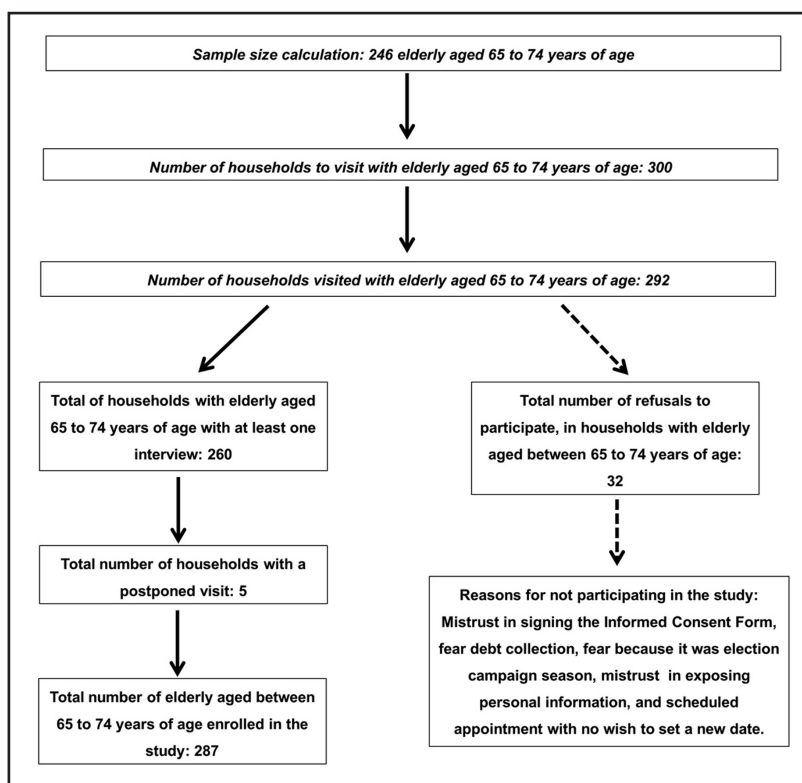 Sample size calculation: 246 elderly aged 65 to 74 years of age
Number of households to visit with elderly aged 65 to 74 years of age: 300
Number of households visited with elderly aged 65 to 74 years of age: 292
Total of households with elderly aged
65 to 74 years of age with at least one
interview: 260
Total number of households with a
postponed visit: 5
Total number of elderly aged between
65 to 74 years of age enrolled in the
study: 287
Total number of refusals to
participate, in households with elderly
aged between 65 to 74 years of age:
32
Reasons for not participating in the study:
Mistrust in signing the Informed Consent Form,
fear debt collection, fear because it was election
campaign season, mistrust in exposing
personal information, and scheduled
appointment with no wish to set a new date.